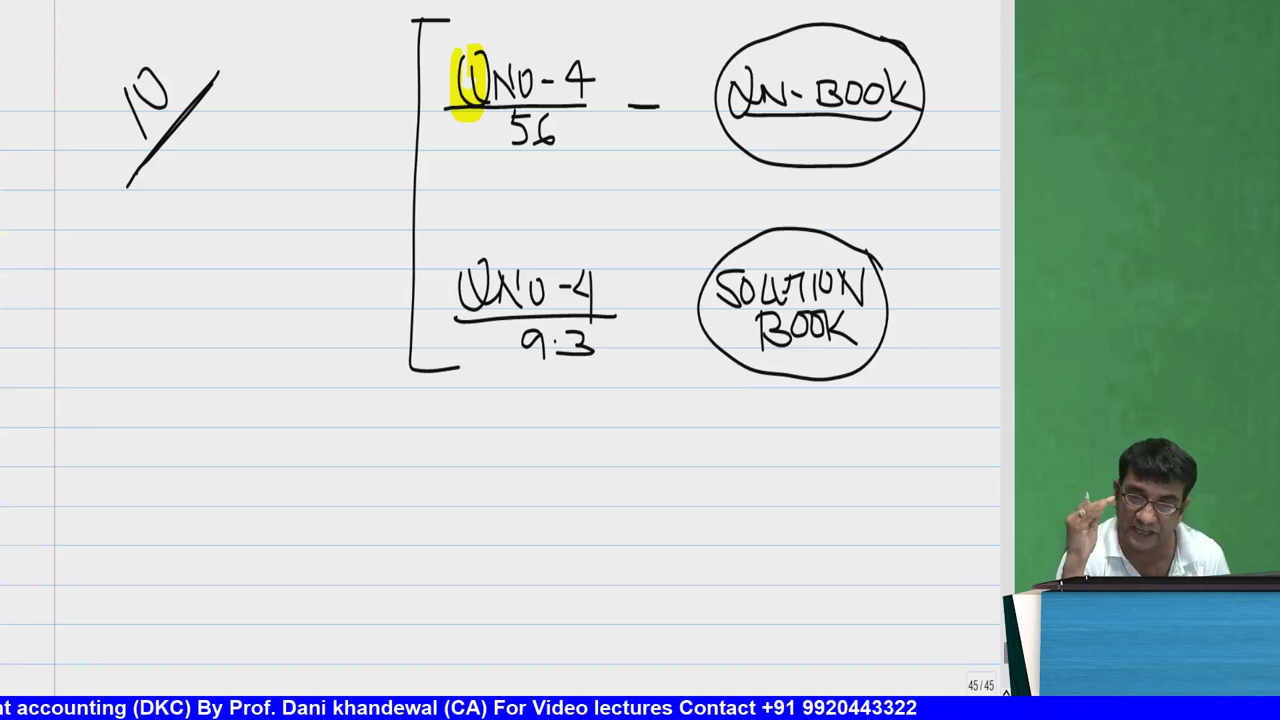 10/
QNO-4 - QN-BOOK
56
QNO-4 SOLUTION
9.3 BOOK
45/45
nt accounting (DKC) By Prof. Dani khandewal (CA) For Video lectures Contact +91 9920443322